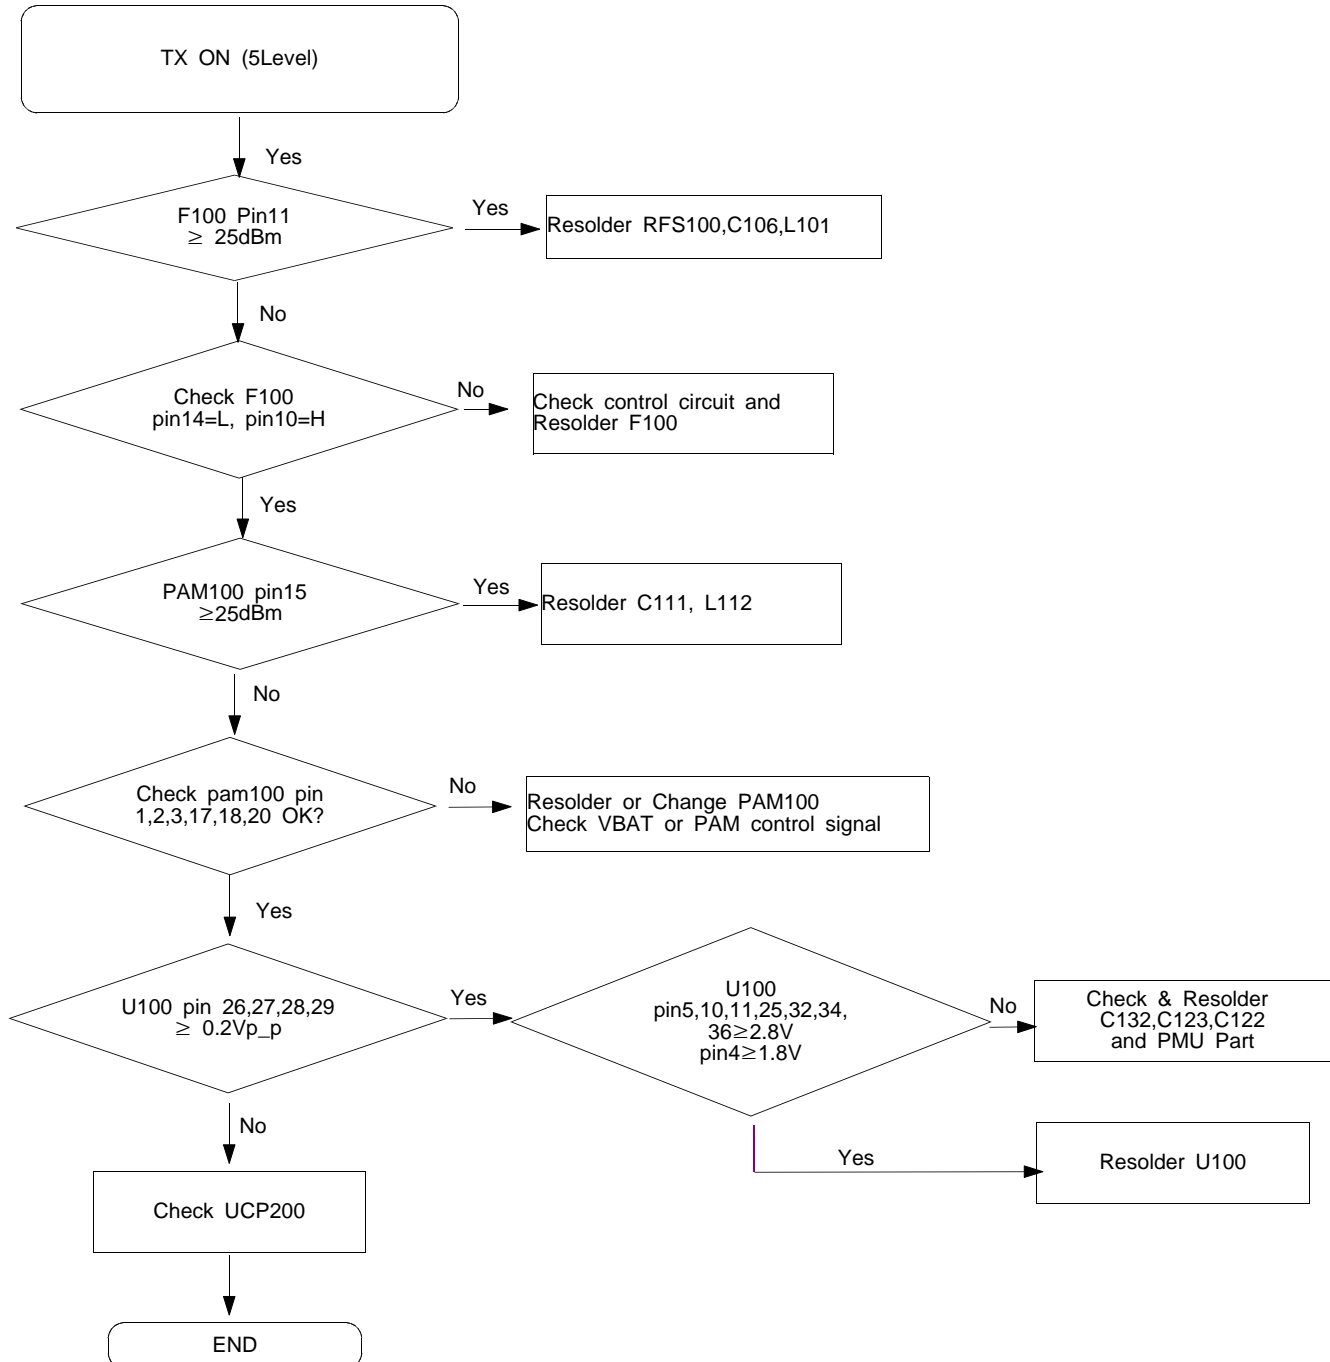 TX ON (5Level)
Yes
F100 Pin11
≥ 25dBm
Yes
Resolder RFS100,C106,L101
No
Check F100
pin14=L, pin10=H
No
Check control circuit and
Resolder F100
Yes
PAM100 pin15
≥25dBm
Yes
Resolder C111, L112
No
Check pam100 pin
1,2,3,17,18,20 OK?
No
Resolder or Change PAM100
Check VBAT or PAM control signal
Yes
U100 pin 26,27,28,29
≥ 0.2Vp_p
Yes
U100
pin5,10,11,25,32,34,
36≥2.8V
pin4≥1.8V
No
Check & Resolder
C132,C123,C122
and PMU Part
Yes
Resolder U100
No
Check UCP200
END